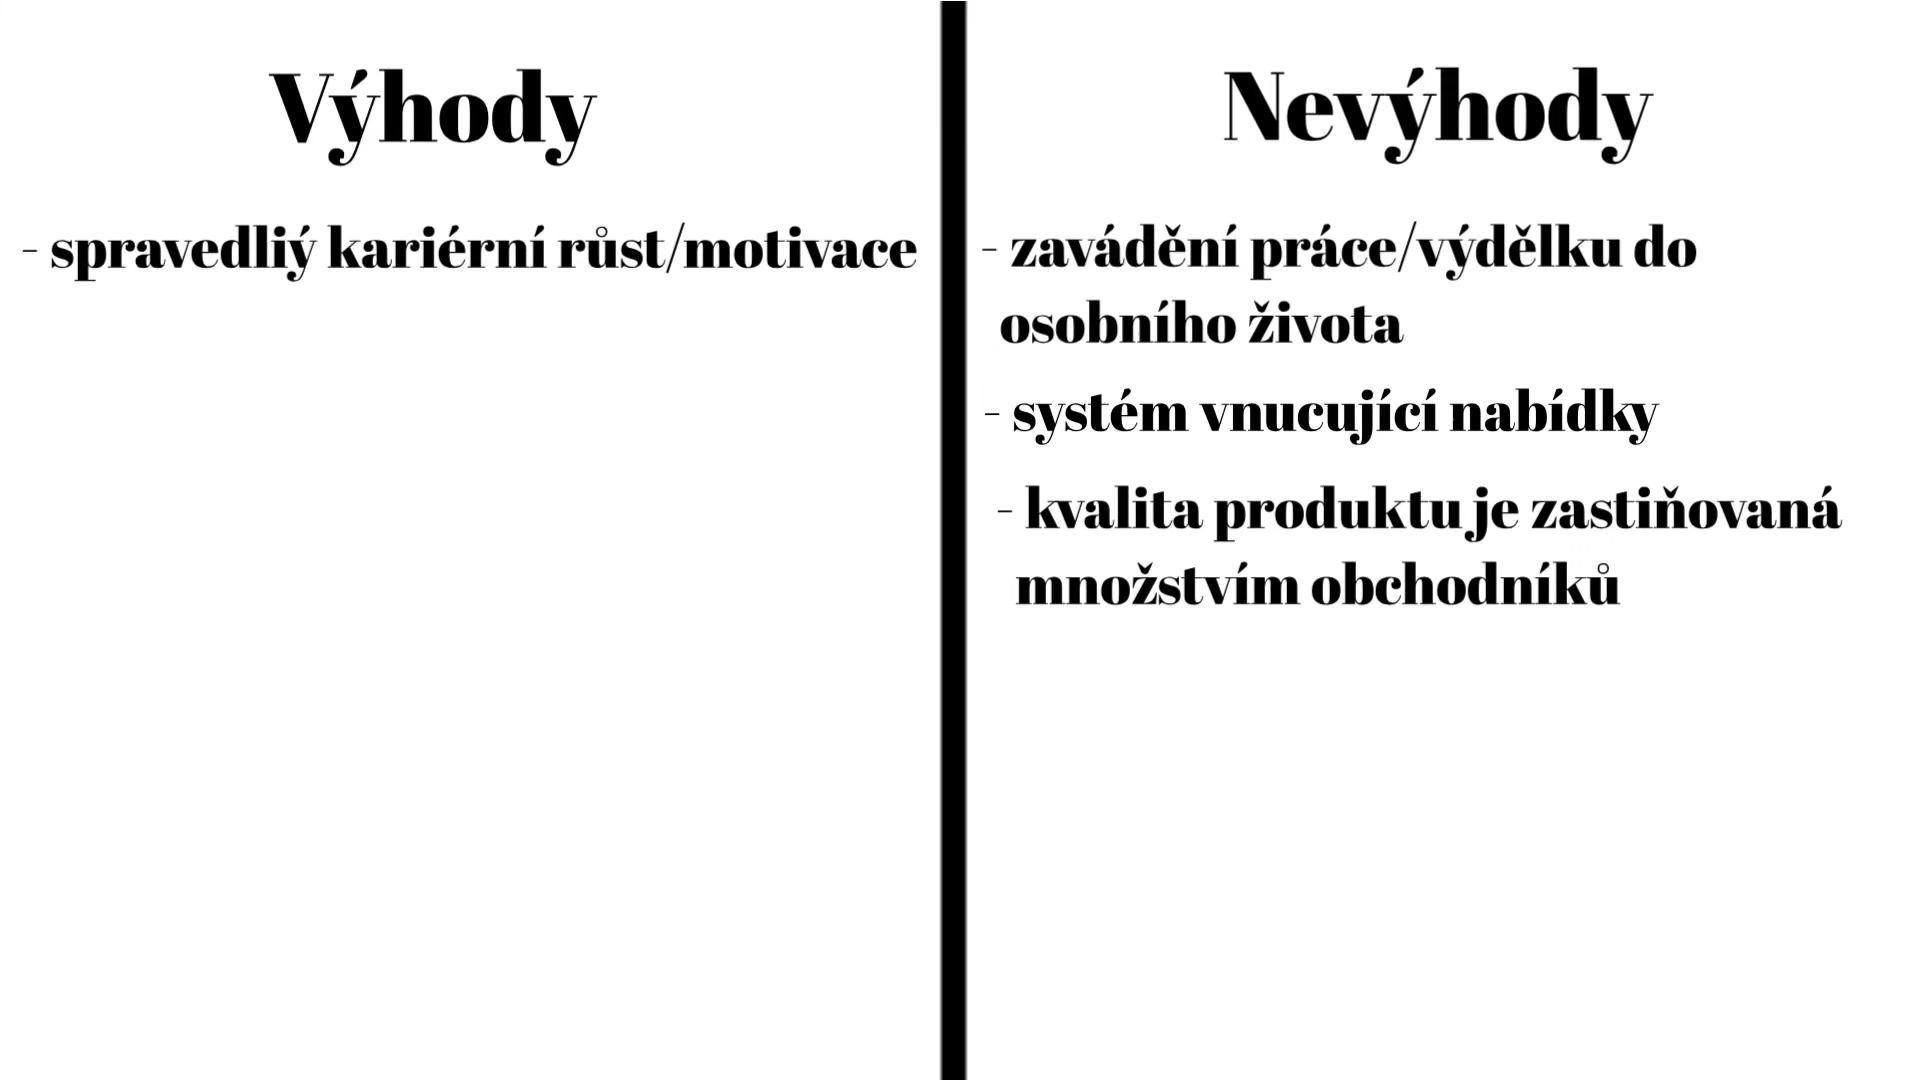 Výhody
- spravedliý kariérní růst/motivace
Nevýhody
- zavádění práce/výdělku do
osobního života
- systém vnucující nabídky
- kvalita produktu je zastiňovaná
množstvím obchodníků